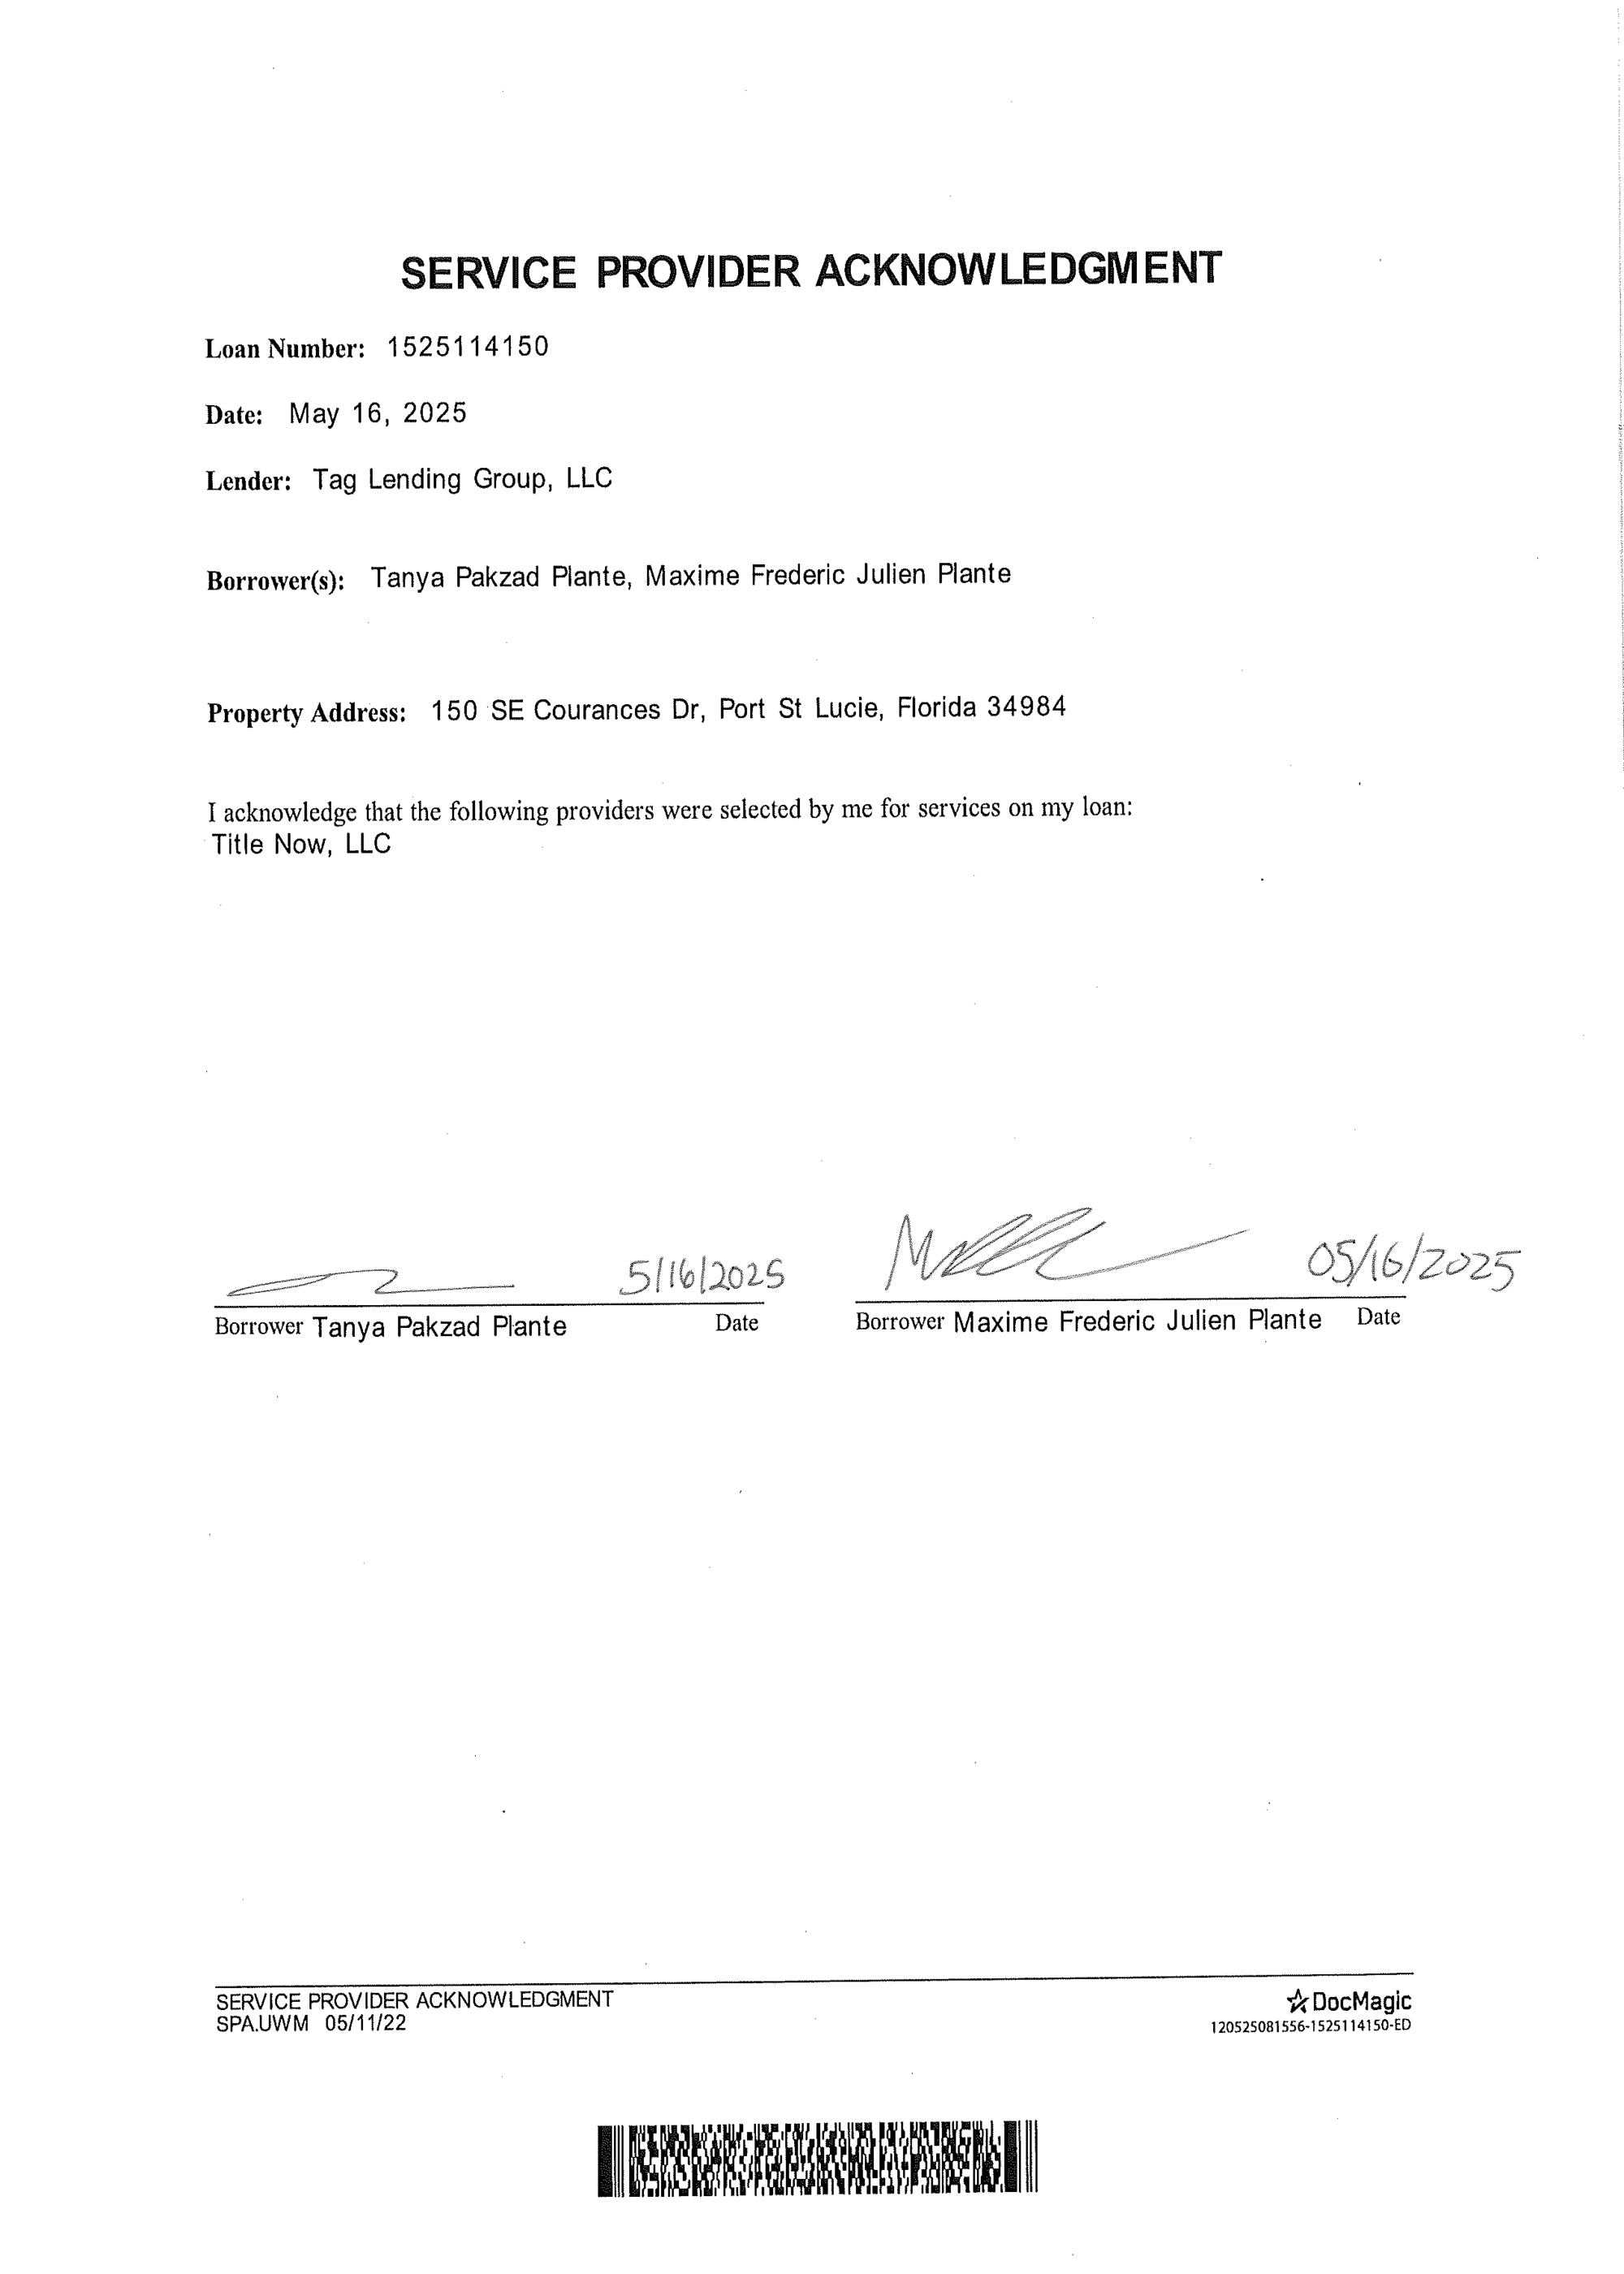 SERVICE PROVIDER ACKNOWLEDGMENT
Loan Number: 1525114150
Date: May 16, 2025
Lender: Tag Lending Group, LLC
Borrower(s): Tanya Pakzad Plante, Maxime Frederic Julien Plante
Property Address: 150 SE Courances Dr, Port St Lucie, Florida 34984
I acknowledge that the following providers were selected by me for services on my loan:
Title Now, LLC
5/16/2025 05/16/2025
Borrower Tanya Pakzad Plante Date Borrower Maxime Frederic Julien Plante Date
SERVICE PROVIDER ACKNOWLEDGMENT DocMagic
SPA.UWM 05/11/22 120525081556-1525114150-ED